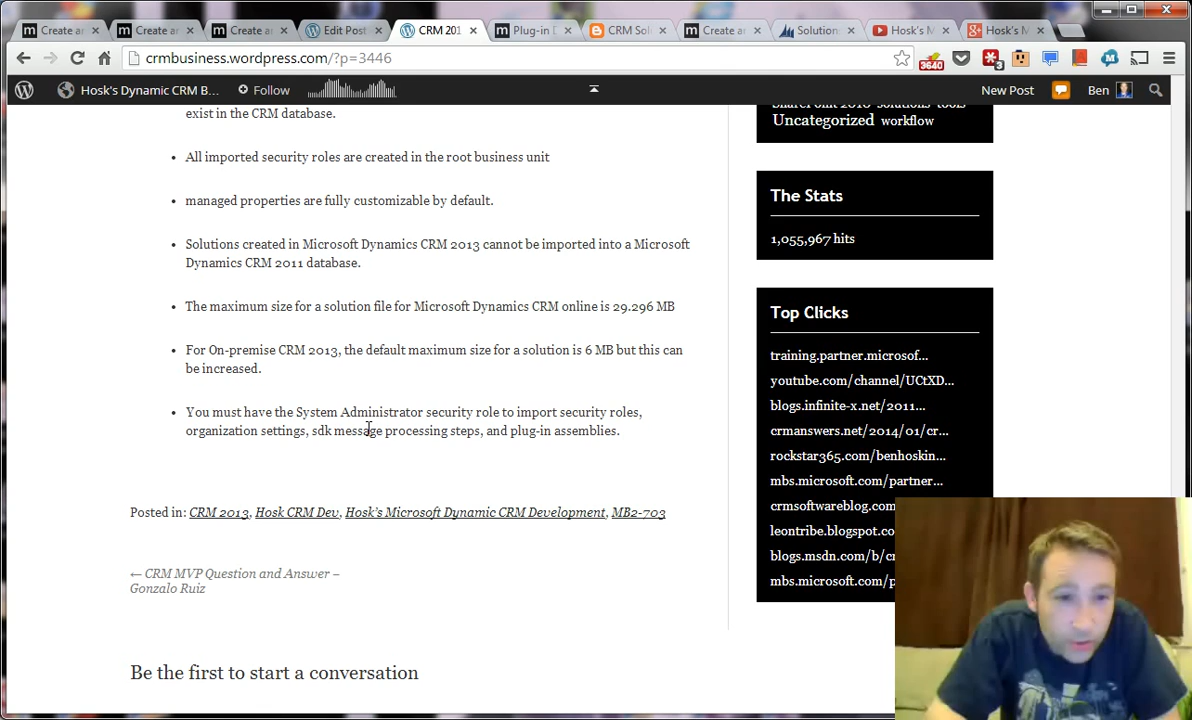 Create a
Create a
Create a
Edit Post
CRM 201
Plug-in D
CRM Sol
Create a
Solution
Hosk's M
Hosk's M
crmbusiness.wordpress.com/?p=3446
3640
3
Hosk's Dynamic CRM B...
Follow
New Post
Ben
exist in the CRM database.
• All imported security roles are created in the root business unit
• managed properties are fully customizable by default.
• Solutions created in Microsoft Dynamics CRM 2013 cannot be imported into a Microsoft
Dynamics CRM 2011 database.
• The maximum size for a solution file for Microsoft Dynamics CRM online is 29.296 MB
• For On-premise CRM 2013, the default maximum size for a solution is 6 MB but this can
be increased.
• You must have the System Administrator security role to import security roles,
organization settings, sdk message processing steps, and plug-in assemblies.
Posted in: CRM 2013, Hosk CRM Dev, Hosk's Microsoft Dynamic CRM Development, MB2-703
← CRM MVP Question and Answer –
Gonzalo Ruiz
Be the first to start a conversation
SharePoint 2010 solutions tools
Uncategorized workflow
The Stats
1,055,967 hits
Top Clicks
training.partner.microsof...
youtube.com/channel/UCtXD...
blogs.infinite-x.net/2011...
crmanswers.net/2014/01/cr...
rockstar365.com/benhoskin...
mbs.microsoft.com/partner...
crmsoftwareblog.com
leontribe.blogspot.co
blogs.msdn.com/b/cr
mbs.microsoft.com/p